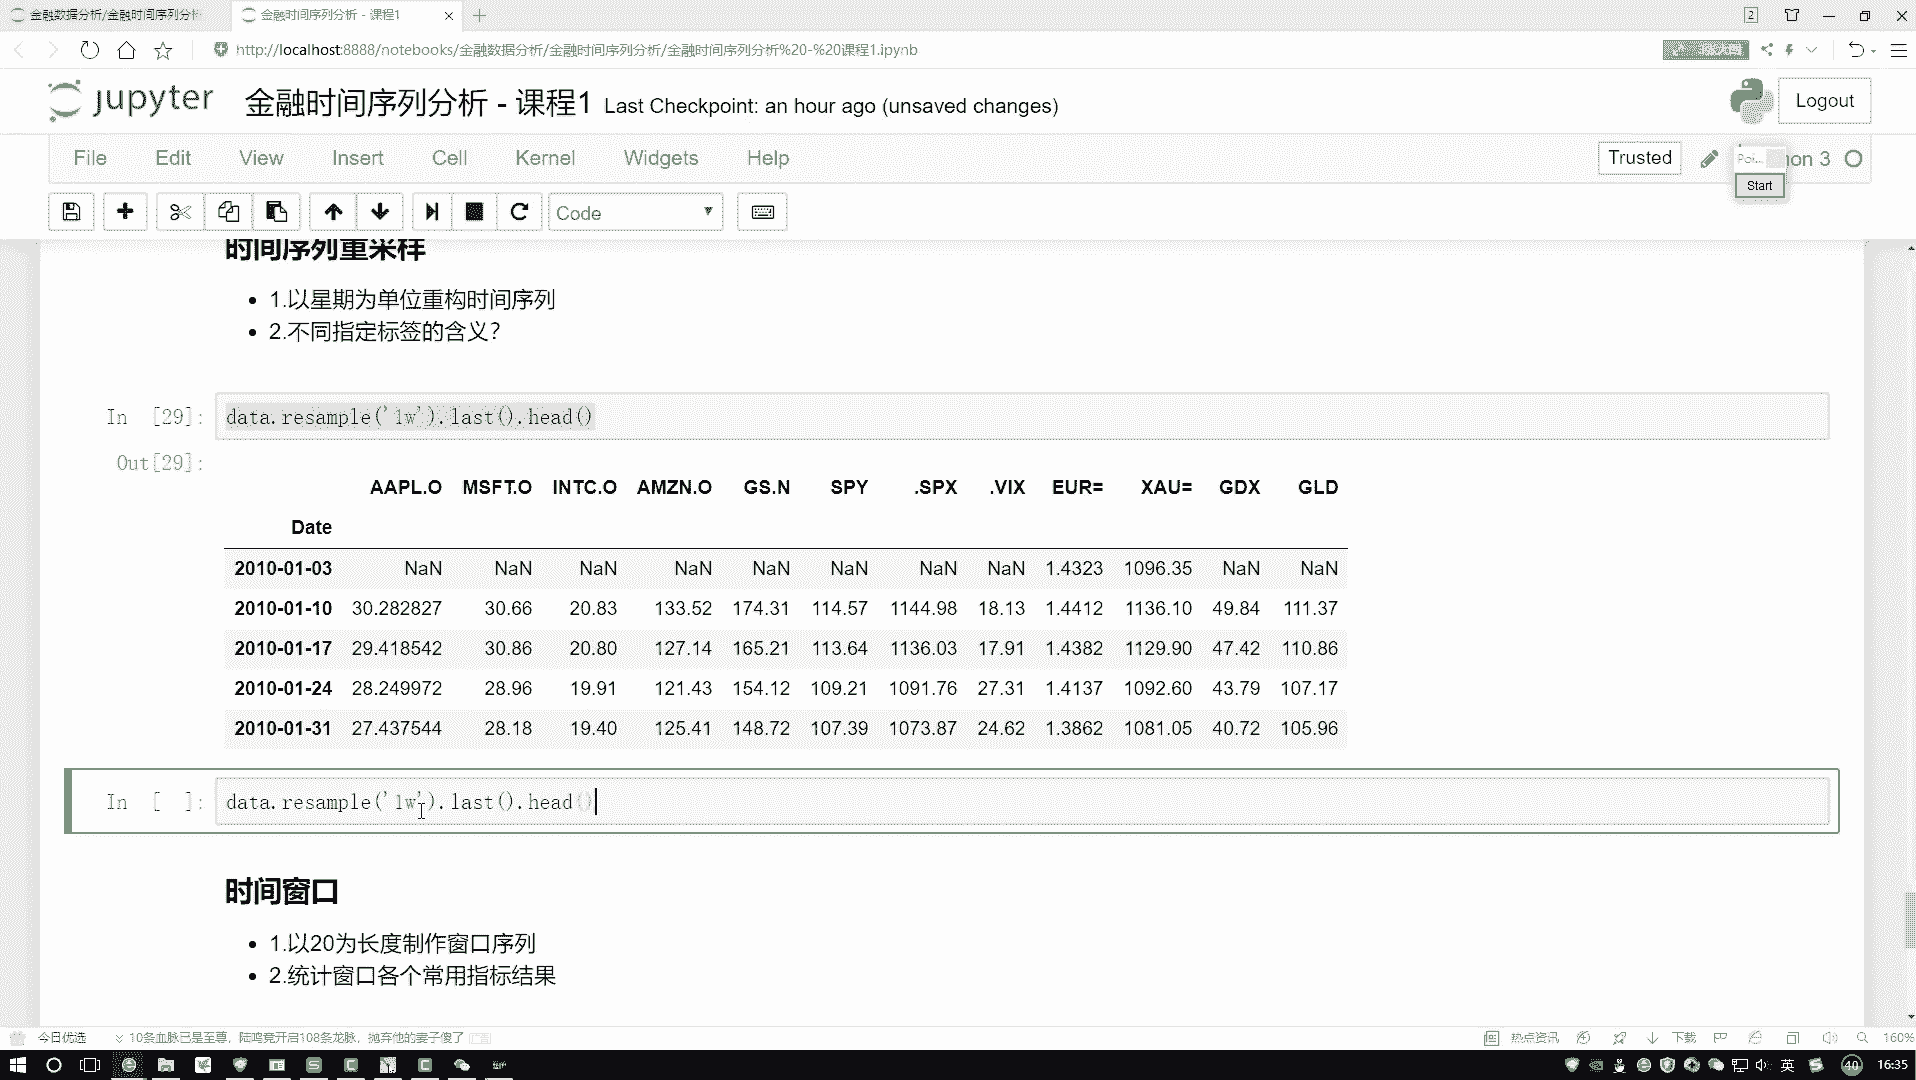 金融数据分析/金融时间序列分析
金融时间序列分析 - 课程1
2
http://localhost:8888/notebooks/金融数据分析/金融时间序列分析/金融时间序列分析%20-%20课程1.ipynb
jupyter 金融时间序列分析 - 课程1 Last Checkpoint: an hour ago (unsaved changes)
Logout
File Edit View Insert Cell Kernel Widgets Help
Trusted
Poi... hon 3
Start
Code
时间序列重采样
1.以星期为单位重构时间序列
2.不同指定标签的含义?
In [29]: data.resample('1w').last().head()
Out[29]:
AAPL.O MSFT.O INTC.O AMZN.O GS.N SPY .SPX .VIX EUR= XAU= GDX GLD
Date
2010-01-03 NaN NaN NaN NaN NaN NaN NaN NaN 1.4323 1096.35 NaN NaN
2010-01-10 30.282827 30.66 20.83 133.52 174.31 114.57 1144.98 18.13 1.4412 1136.10 49.84 111.37
2010-01-17 29.418542 30.86 20.80 127.14 165.21 113.64 1136.03 17.91 1.4382 1129.90 47.42 110.86
2010-01-24 28.249972 28.96 19.91 121.43 154.12 109.21 1091.76 27.31 1.4137 1092.60 43.79 107.17
2010-01-31 27.437544 28.18 19.40 125.41 148.72 107.39 1073.87 24.62 1.3862 1081.05 40.72 105.96
In [ ]: data.resample('1w').last().head()
时间窗口
1.以20为长度制作窗口序列
2.统计窗口各个常用指标结果
今日优选
10条血脉已是至尊，陆鸣竟开启108条龙脉，抛弃他的妻子傻了
热点资讯
下载
160%
英
40
16:35